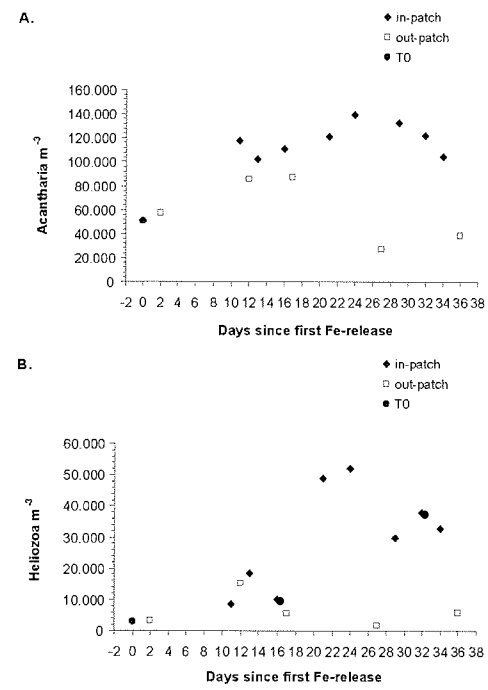 A.
in-patch
out-patch
T0
160.000
140.000
120.000
100.000
80.000
60.000
40.000
20.000
0
Acantharia m⁻³
-2 0 2 4 6 8 10 12 14 16 18 20 22 24 26 28 30 32 34 36 38
Days since first Fe-release
B.
in-patch
out-patch
T0
60.000
50.000
40.000
30.000
20.000
10.000
0
Heliozoa m⁻³
-2 0 2 4 6 8 10 12 14 16 18 20 22 24 26 28 30 32 34 36 38
Days since first Fe-release